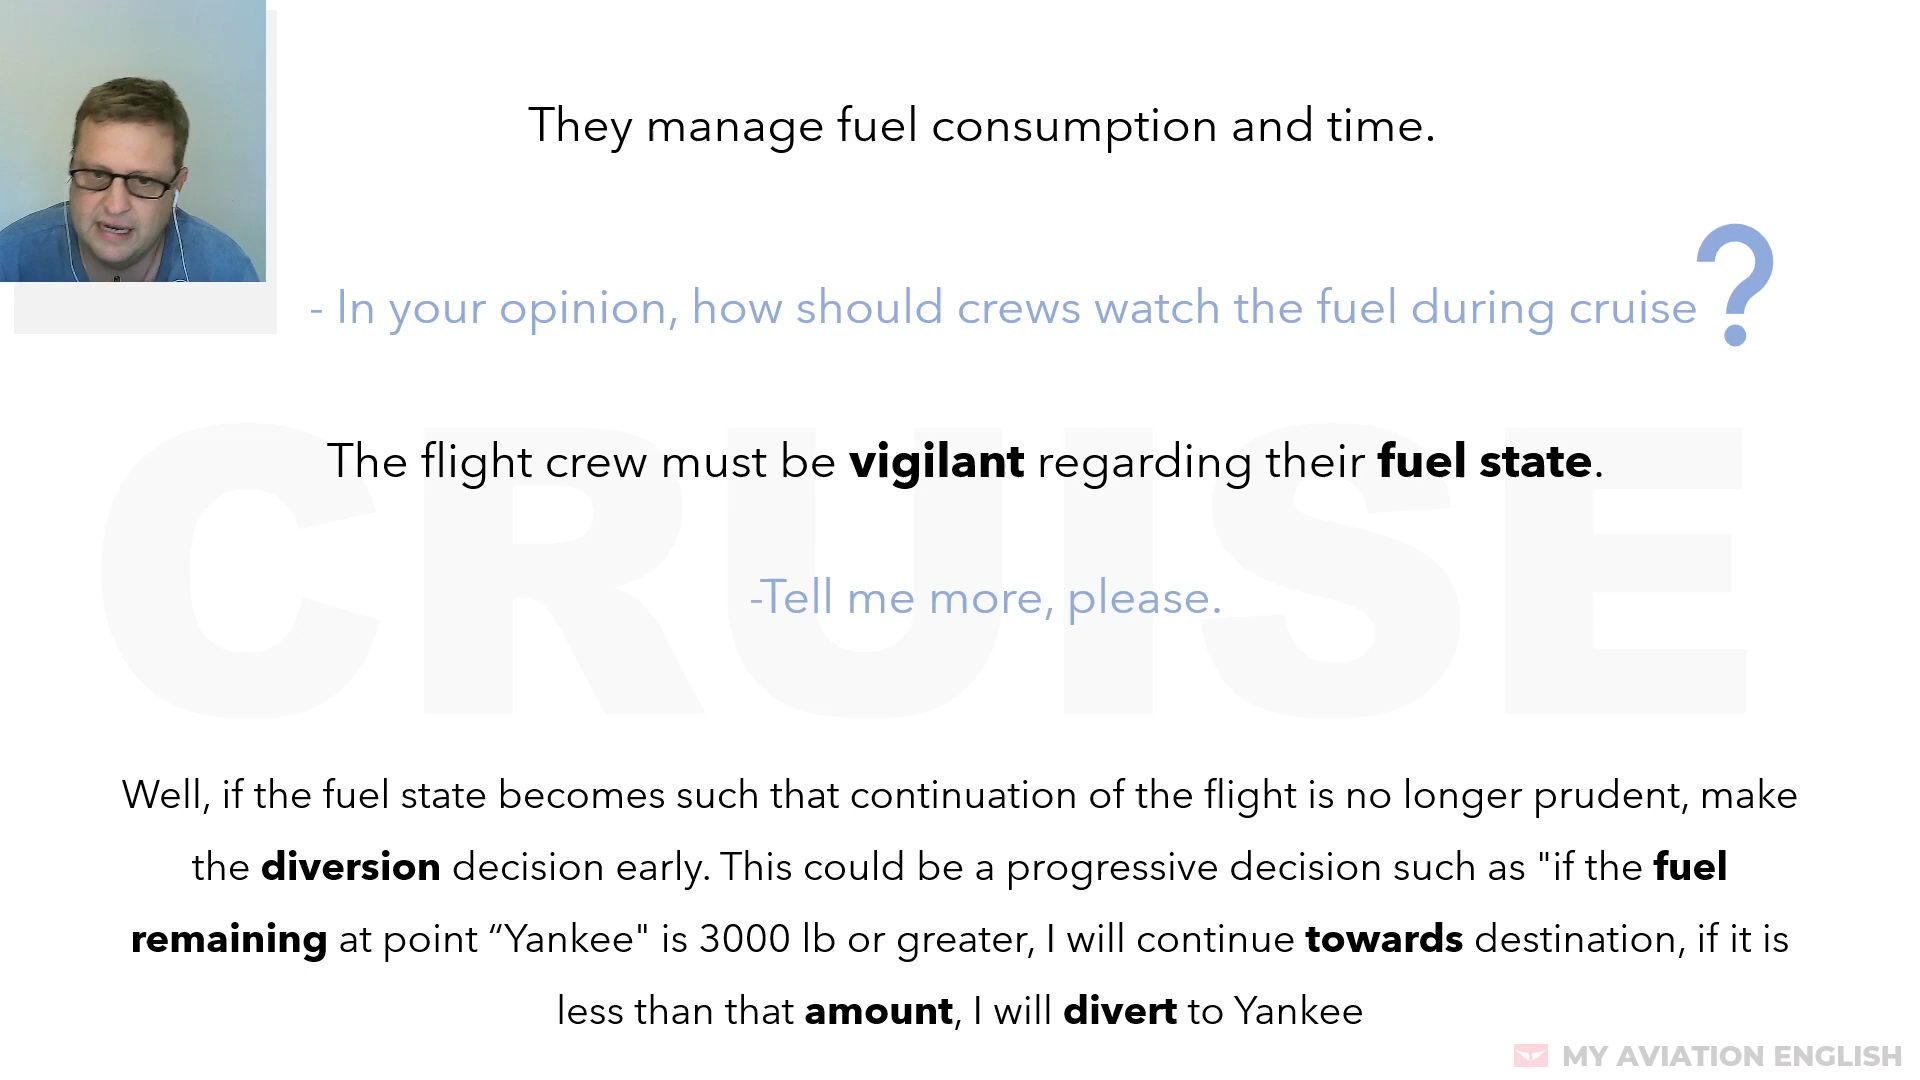 They manage fuel consumption and time.
- In your opinion, how should crews watch the fuel during cruise?
The flight crew must be vigilant regarding their fuel state.
CRUISE
-Tell me more, please.
Well, if the fuel state becomes such that continuation of the flight is no longer prudent, make
the diversion decision early. This could be a progressive decision such as "if the fuel
remaining at point “Yankee" is 3000 lb or greater, I will continue towards destination, if it is
less than that amount, I will divert to Yankee
MY AVIATION ENGLISH